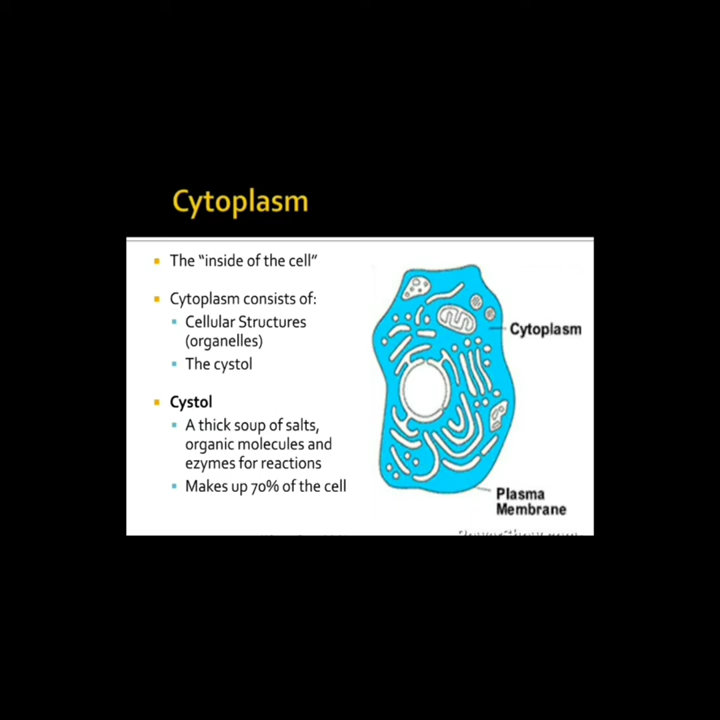 Cytoplasm
The “inside of the cell”
Cytoplasm consists of:
Cellular Structures
(organelles)
The cystol
Cystol
A thick soup of salts,
organic molecules and
ezymes for reactions
Makes up 70% of the cell
Cytoplasm
Plasma
Membrane